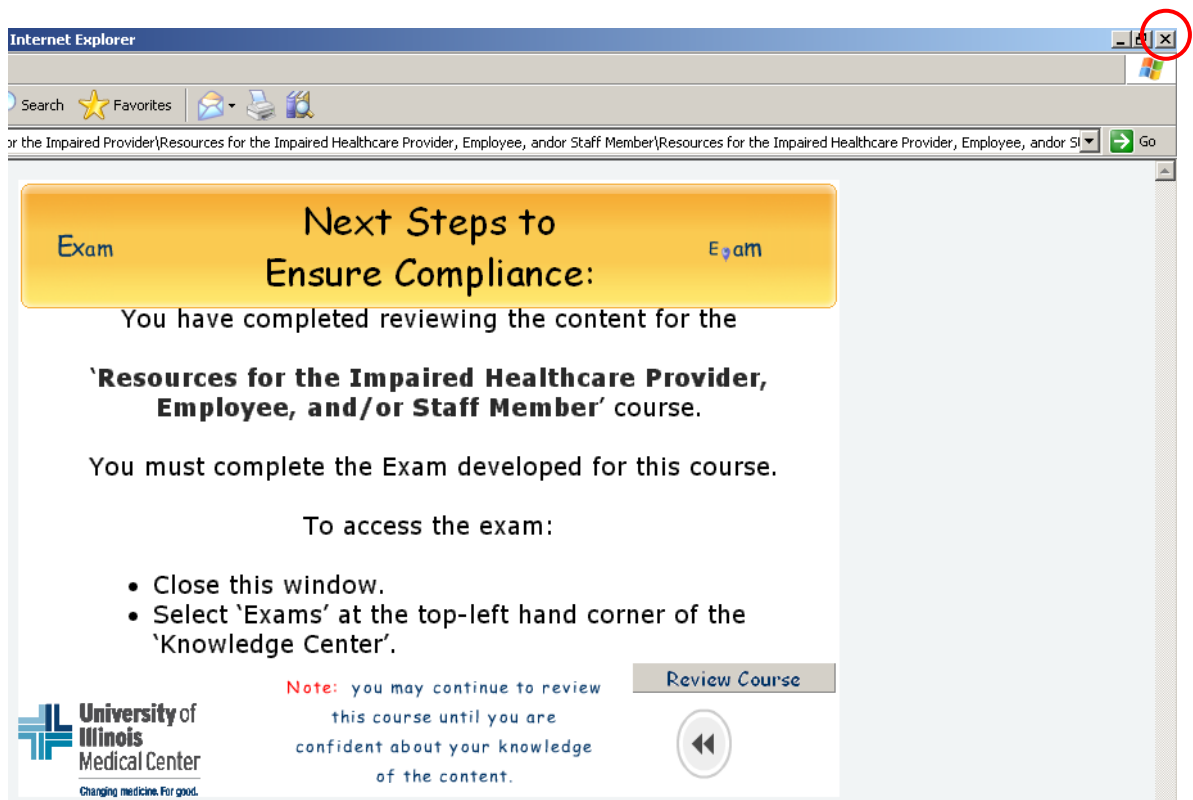 Internet Explorer
Search Favorites
or the Impaired Provider\Resources for the Impaired Healthcare Provider, Employee, andor Staff Member\Resources for the Impaired Healthcare Provider, Employee, andor Go
Next Steps to
Exam Exam
Ensure Compliance:
You have completed reviewing the content for the
‘Resources for the Impaired Healthcare Provider,
Employee, and/or Staff Member’ course.
You must complete the Exam developed for this course.
To access the exam:
• Close this window.
• Select ‘Exams’ at the top-left hand corner of the
‘Knowledge Center’.
Review Course
Note: you may continue to review
this course until you are
confident about your knowledge
of the content.
University of
Illinois
Medical Center
Changing medicine. For good.